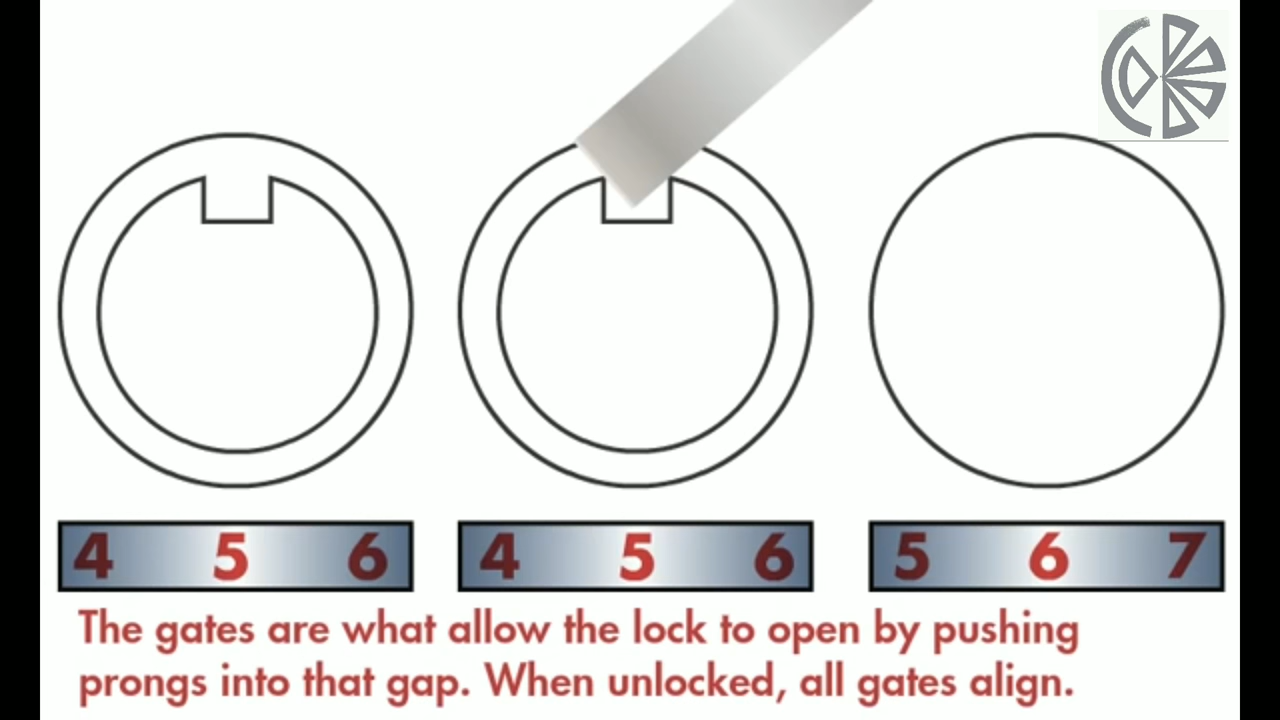 4 5 6 4 5 6 5 6 7
The gates are what allow the lock to open by pushing
prongs into that gap. When unlocked, all gates align.